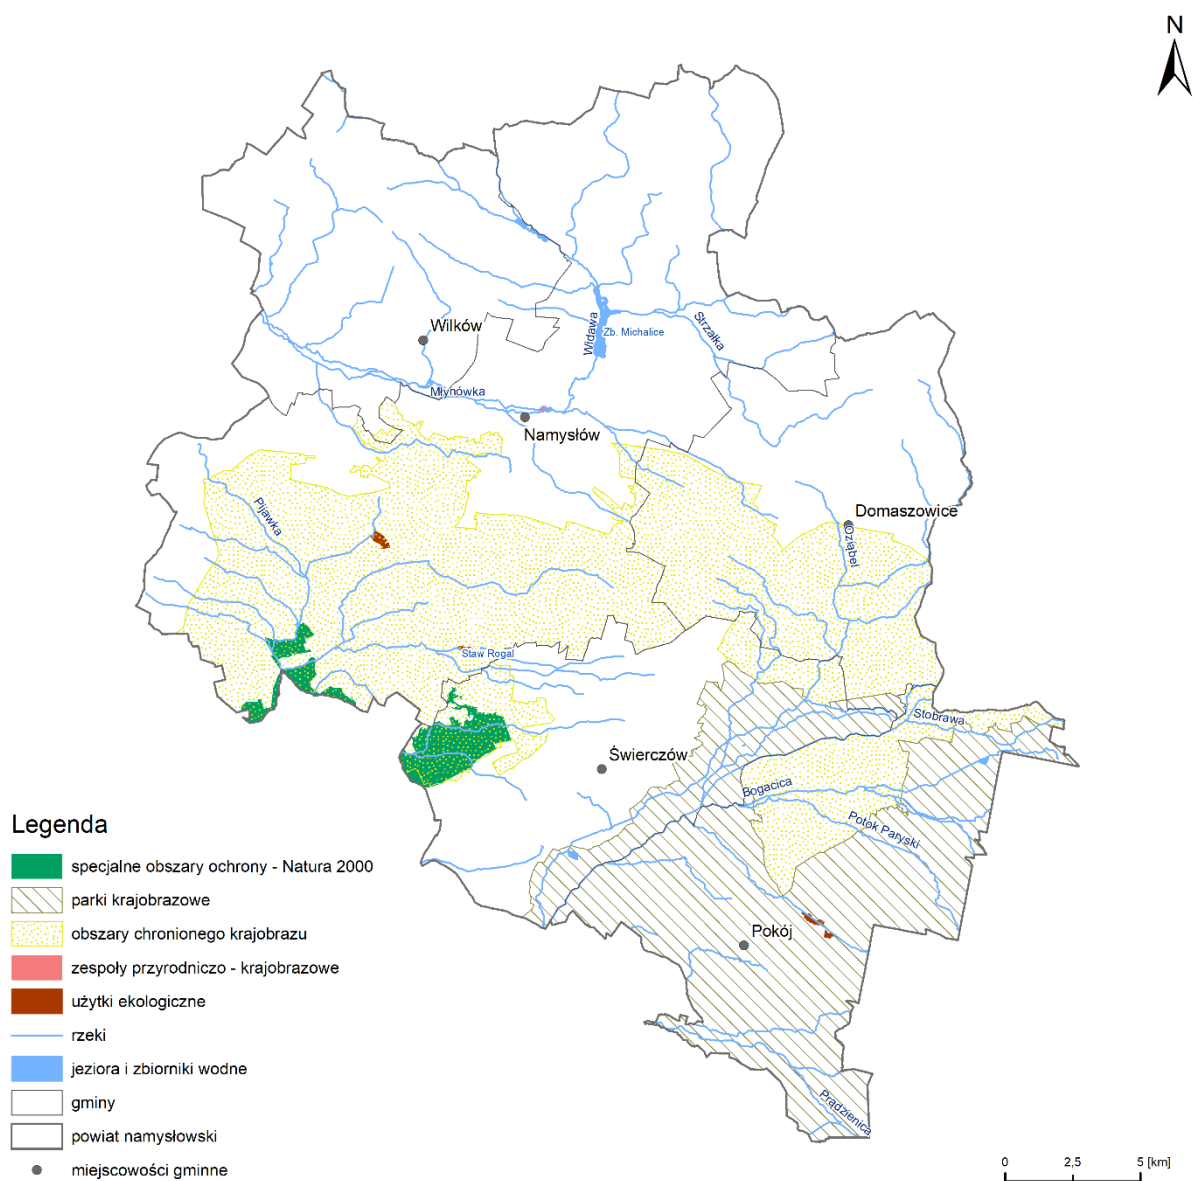 N
Wilków
Strzałka
Widawa
Zb. Michalice
Młynówka
Namysłów
Pijawka
Domaszowice
Oziąbel
Staw Rogal
Stobrawa
Świerczów
Bogacica
Potok Paryski
Legenda
specjalne obszary ochrony - Natura 2000
parki krajobrazowe
obszary chronionego krajobrazu
Pokój
zespoły przyrodniczo - krajobrazowe
użytki ekologiczne
rzeki
jeziora i zbiorniki wodne
gminy
Prądzienica
powiat namysłowski
miejscowości gminne
0 2,5 5 [km]